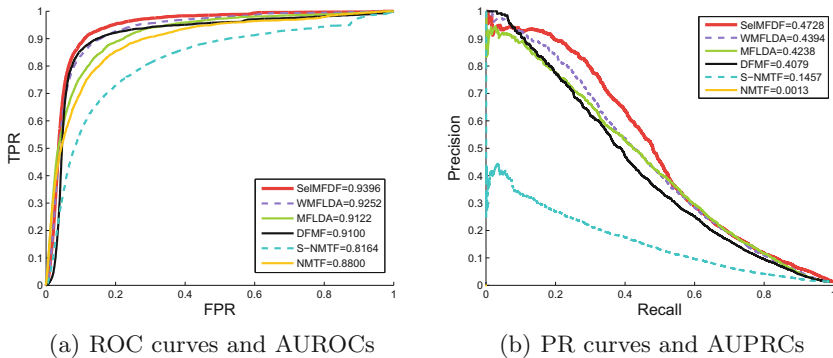 1
0.9
0.8
0.7
0.6
0.5
0.4
0.3
0.2
0.1
0
0 0.2 0.4 0.6 0.8 1
TPR
FPR
SelMFDF=0.9396
WMFLDA=0.9252
MFLDA=0.9122
DFMF=0.9100
S−NMTF=0.8164
NMTF=0.8800
(a) ROC curves and AUROCs
1
0.9
0.8
0.7
0.6
0.5
0.4
0.3
0.2
0.1
0
0 0.2 0.4 0.6 0.8 1
Precision
Recall
SelMFDF=0.4728
WMFLDA=0.4394
MFLDA=0.4238
DFMF=0.4079
S−NMTF=0.1457
NMTF=0.0013
(b) PR curves and AUPRCs